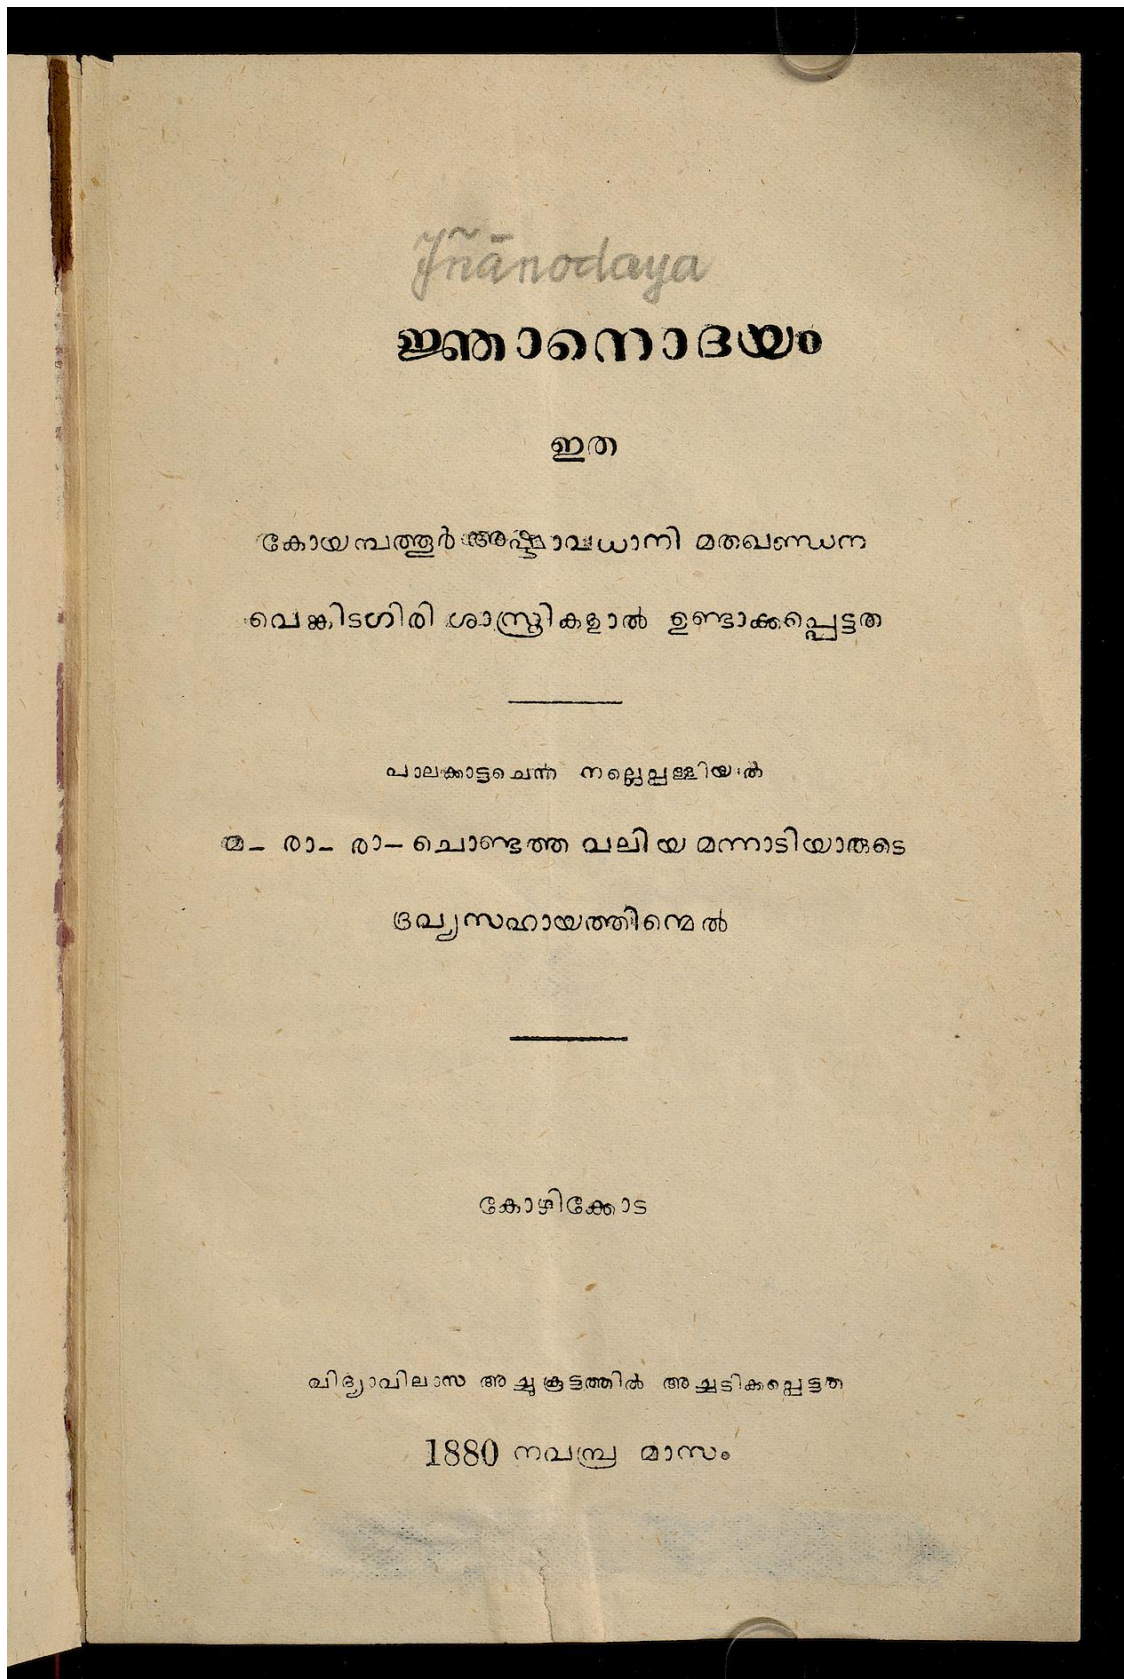 Jñānodaya
ജ്ഞാനൊദയം
ഇത
കോയമ്പത്തൂർ അഷ്ടാവധാനി മതഖണ്ഡന
വെങ്കിടഗിരി ശാസ്ത്രികളാൽ ഉണ്ടാക്കപ്പെട്ടത
പാലക്കാട്ടചെൎന്ന നല്ലെപ്പള്ളിയിൽ
മ– രാ– രാ– ചൊണ്ടത്ത വലിയ മന്നാടിയാരുടെ
ദ്രവ്യസഹായത്തിന്മെൽ
കോഴിക്കോട
വിദ്യാവിലാസ അച്ചുകൂട്ടത്തിൽ അച്ചടിക്കപ്പെട്ടത
1880 നവമ്പ്ര മാസം